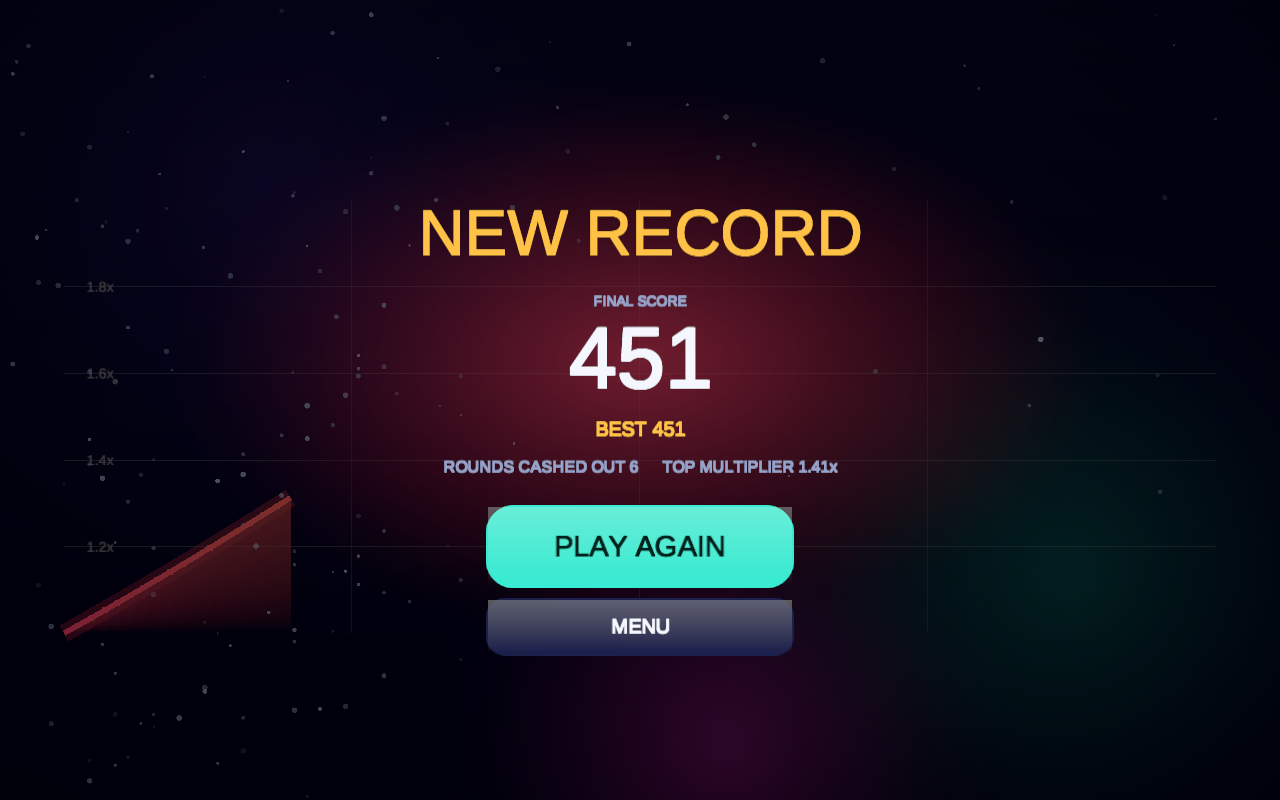 NEW RECORD
1.8x
FINAL SCORE
451
1.6x
BEST 451
1.4x
ROUNDS CASHED OUT 6 TOP MULTIPLIER 1.41x
PLAY AGAIN
1.2x
MENU